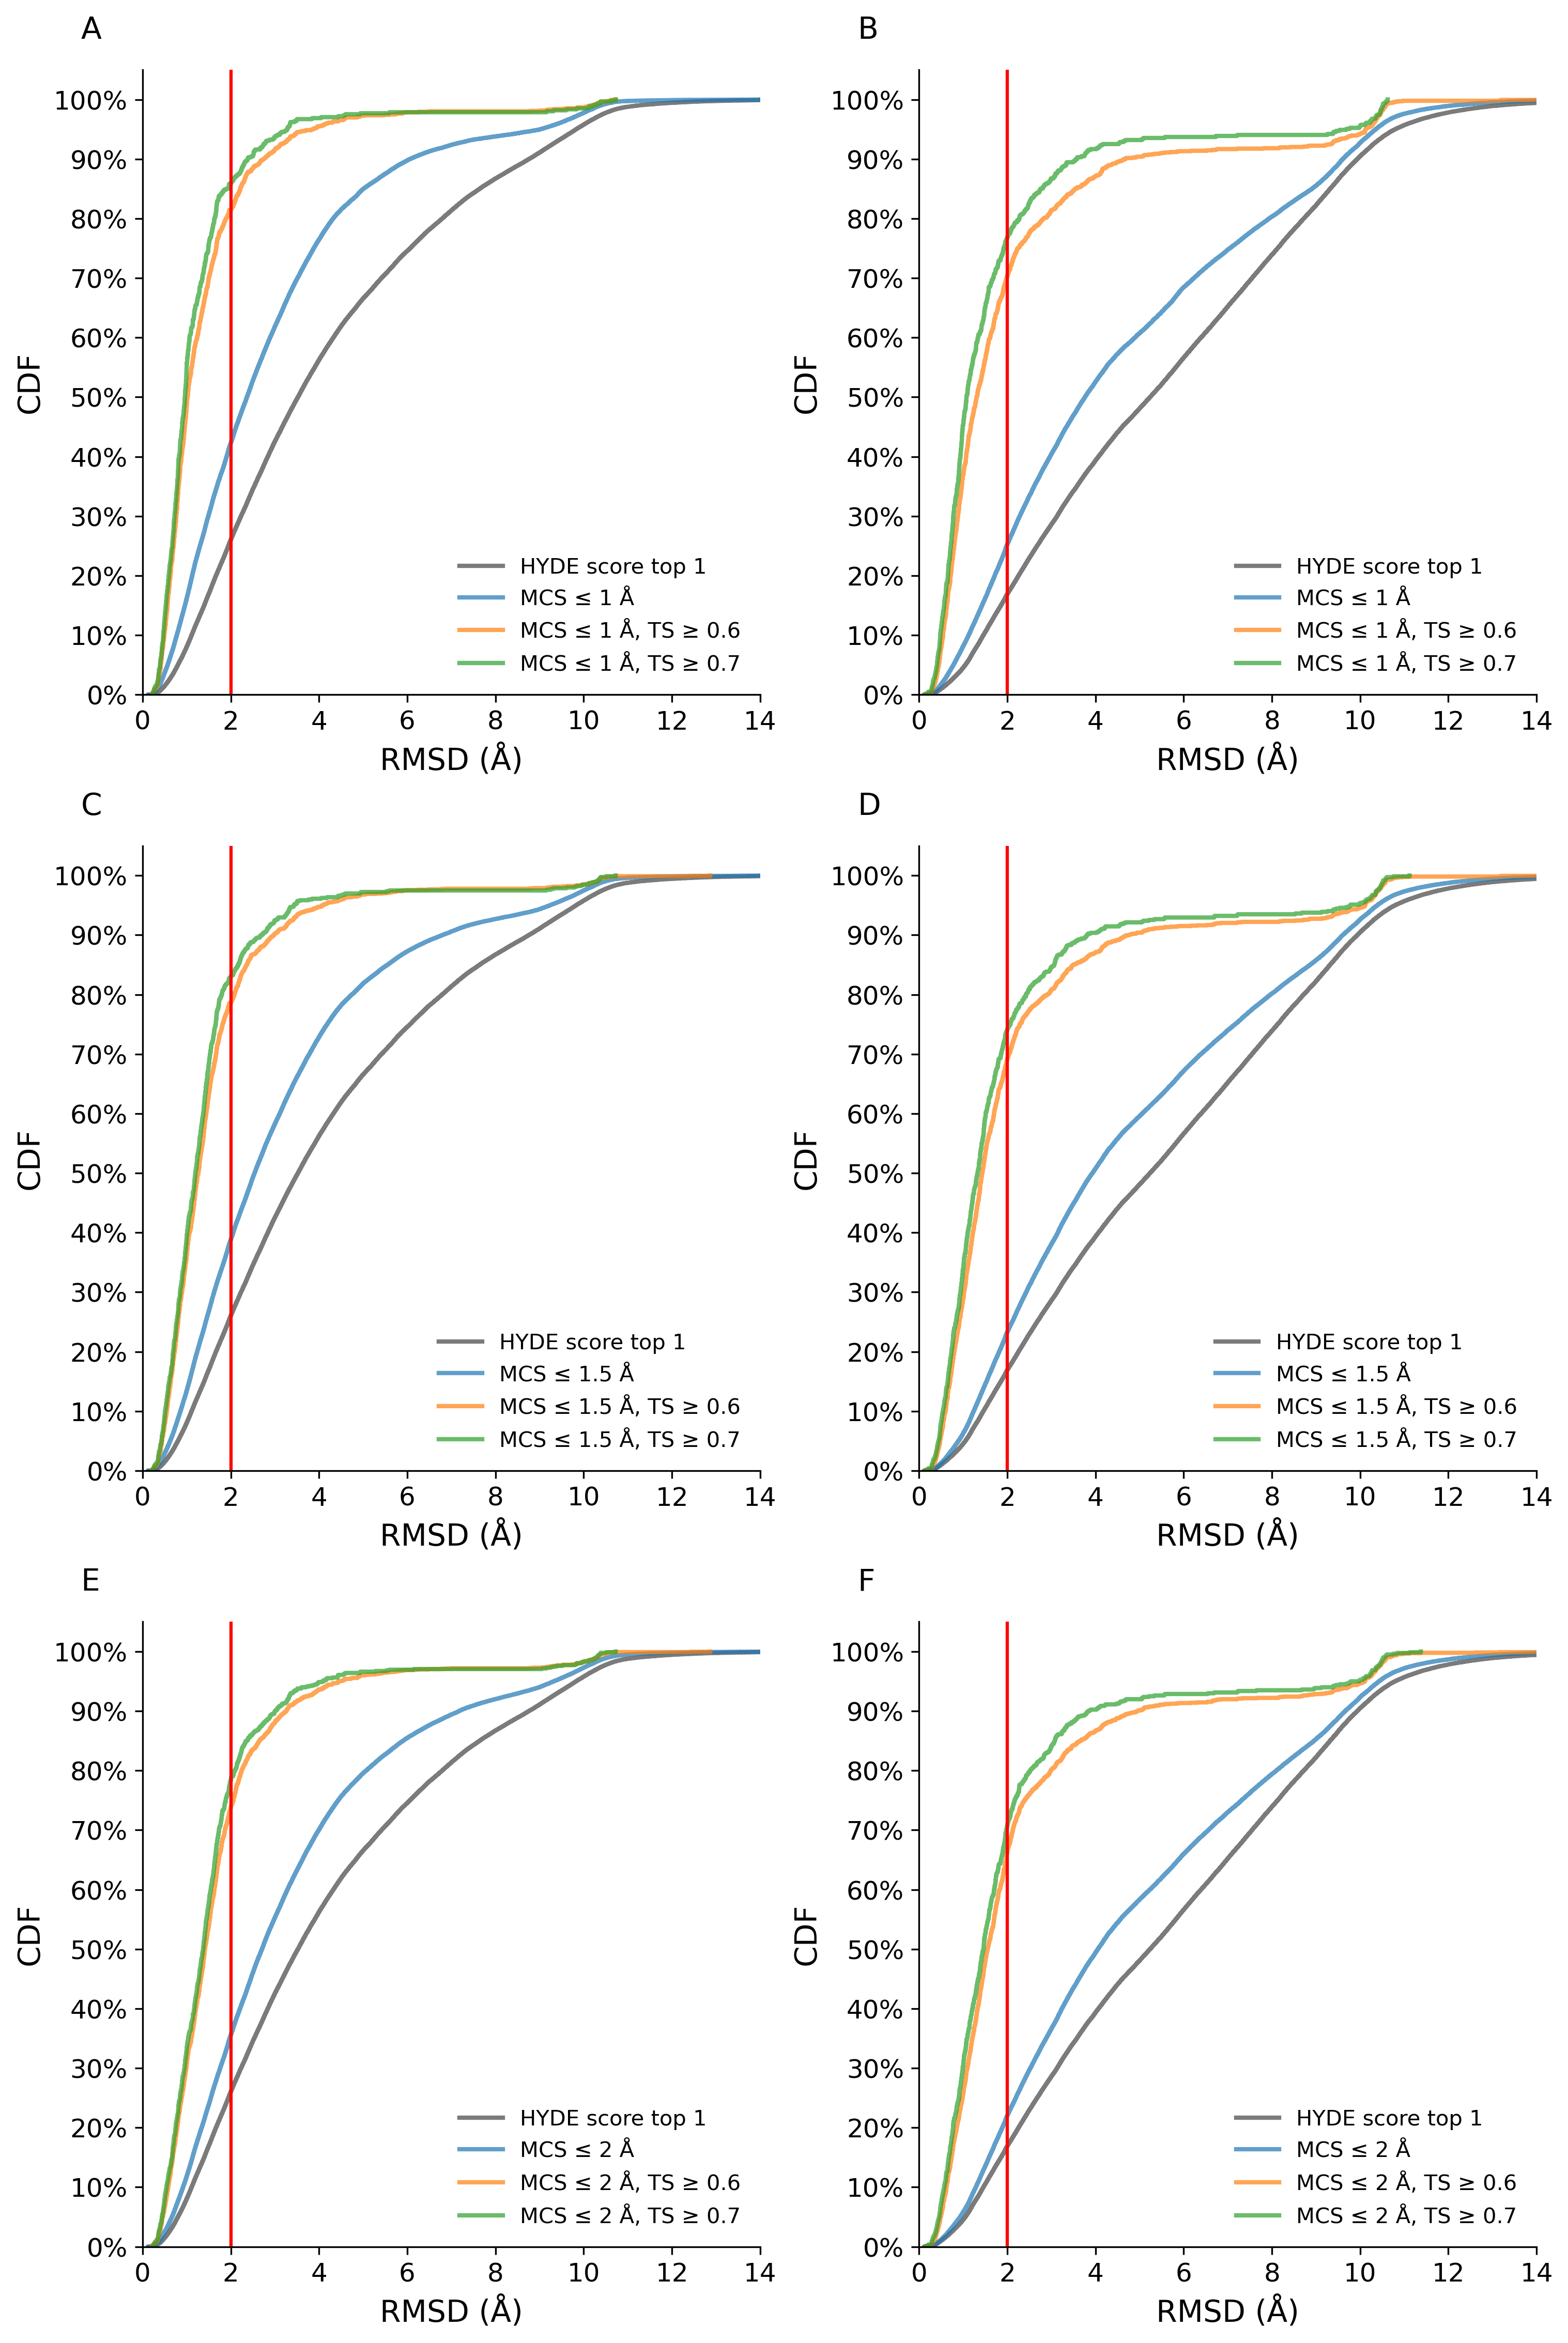 A
CDF
100%
90%
80%
70%
60%
50%
40%
30%
20%
10%
0%
HYDE score top 1
MCS ≤ 1 Å
MCS ≤ 1 Å, TS ≥ 0.6
MCS ≤ 1 Å, TS ≥ 0.7
0 2 4 6 8 10 12 14
RMSD (Å)
B
CDF
100%
90%
80%
70%
60%
50%
40%
30%
20%
10%
0%
HYDE score top 1
MCS ≤ 1 Å
MCS ≤ 1 Å, TS ≥ 0.6
MCS ≤ 1 Å, TS ≥ 0.7
0 2 4 6 8 10 12 14
RMSD (Å)
C
CDF
100%
90%
80%
70%
60%
50%
40%
30%
20%
10%
0%
HYDE score top 1
MCS ≤ 1.5 Å
MCS ≤ 1.5 Å, TS ≥ 0.6
MCS ≤ 1.5 Å, TS ≥ 0.7
0 2 4 6 8 10 12 14
RMSD (Å)
D
CDF
100%
90%
80%
70%
60%
50%
40%
30%
20%
10%
0%
HYDE score top 1
MCS ≤ 1.5 Å
MCS ≤ 1.5 Å, TS ≥ 0.6
MCS ≤ 1.5 Å, TS ≥ 0.7
0 2 4 6 8 10 12 14
RMSD (Å)
E
CDF
100%
90%
80%
70%
60%
50%
40%
30%
20%
10%
0%
HYDE score top 1
MCS ≤ 2 Å
MCS ≤ 2 Å, TS ≥ 0.6
MCS ≤ 2 Å, TS ≥ 0.7
0 2 4 6 8 10 12 14
RMSD (Å)
F
CDF
100%
90%
80%
70%
60%
50%
40%
30%
20%
10%
0%
HYDE score top 1
MCS ≤ 2 Å
MCS ≤ 2 Å, TS ≥ 0.6
MCS ≤ 2 Å, TS ≥ 0.7
0 2 4 6 8 10 12 14
RMSD (Å)